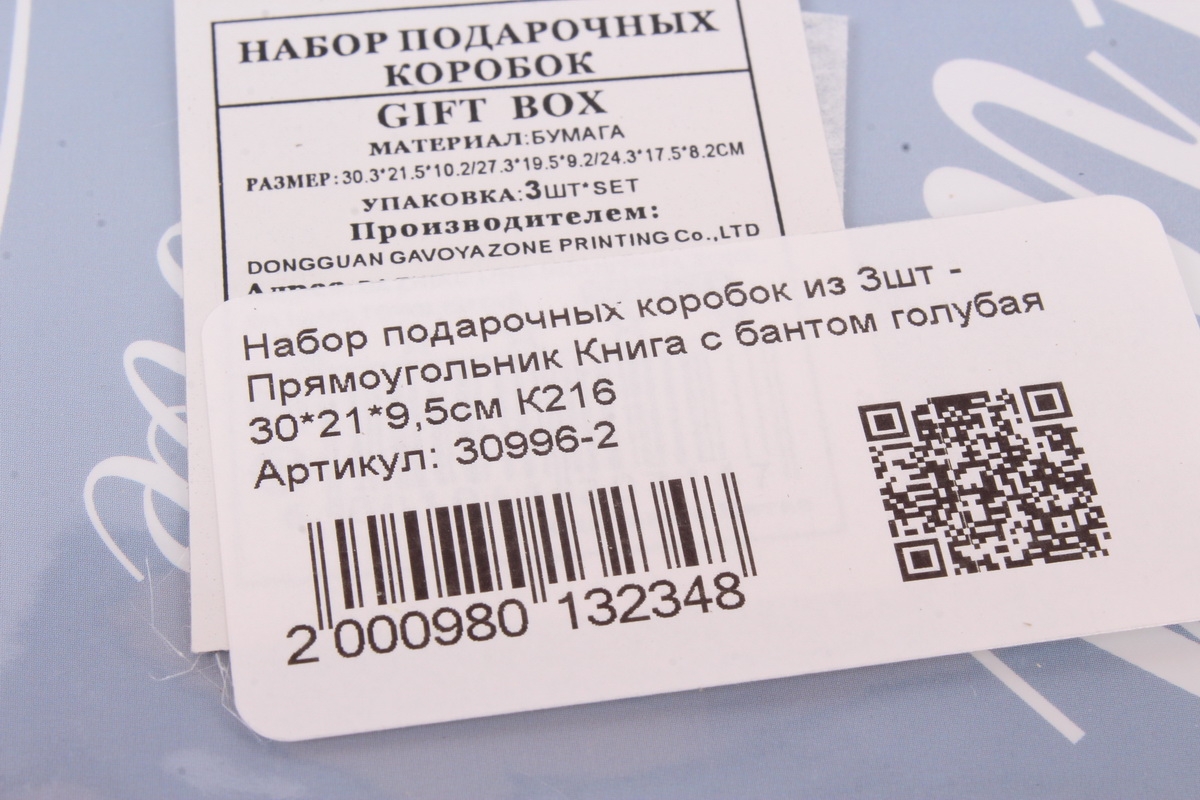 НАБОР ПОДАРОЧНЫХ
КОРОБОК
GIFT BOX
МАТЕРИАЛ:БУМАГА
РАЗМЕР:30.3*21.5*10.2/27.3*19.5*9.2/24.3*17.5*8.2CM
УПАКОВКА:3ШТ*SET
Производителем:
DONGGUAN GAVOYAZONE PRINTING Co.,LTD
Набор подарочных коробок из 3шт -
Прямоугольник Книга с бантом голубая
30*21*9,5см К216
Артикул: 30996-2
2 000980 132348